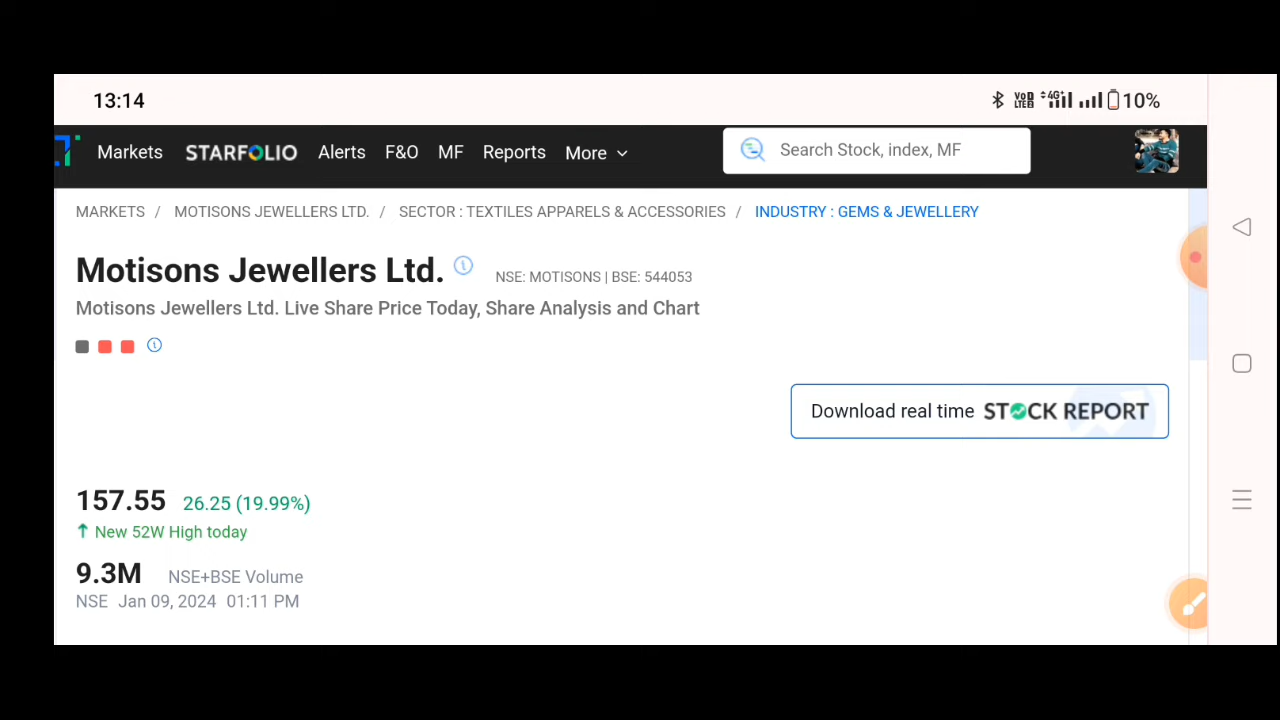 13:14 VoD LTE 4G+ 10%
Markets STARFOLIO Alerts F&O MF Reports More Search Stock, index, MF
MARKETS / MOTISONS JEWELLERS LTD. / SECTOR : TEXTILES APPARELS & ACCESSORIES / INDUSTRY : GEMS & JEWELLERY
Motisons Jewellers Ltd. NSE: MOTISONS | BSE: 544053
Motisons Jewellers Ltd. Live Share Price Today, Share Analysis and Chart
Download real time STOCK REPORT
157.55 26.25 (19.99%)
New 52W High today
9.3M NSE+BSE Volume
NSE Jan 09, 2024 01:11 PM